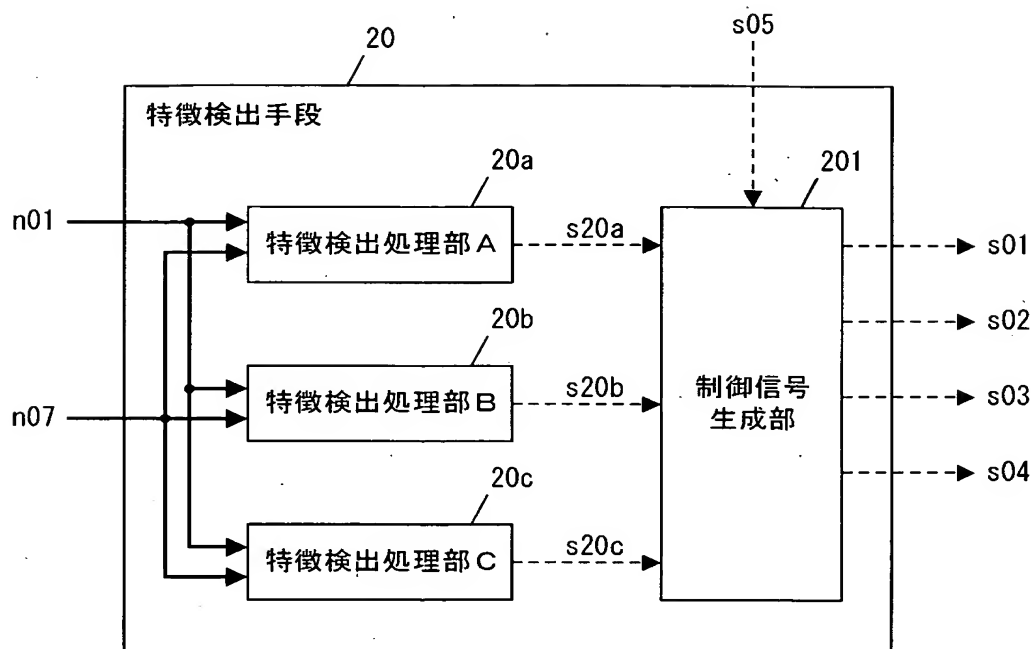 20
s05
特徴検出手段
20a
201
n01
特徴検出処理部A
s20a
s01
20b
s02
n07
特徴検出処理部B
s20b
制御信号
生成部
s03
s04
20c
特徴検出処理部C
s20c